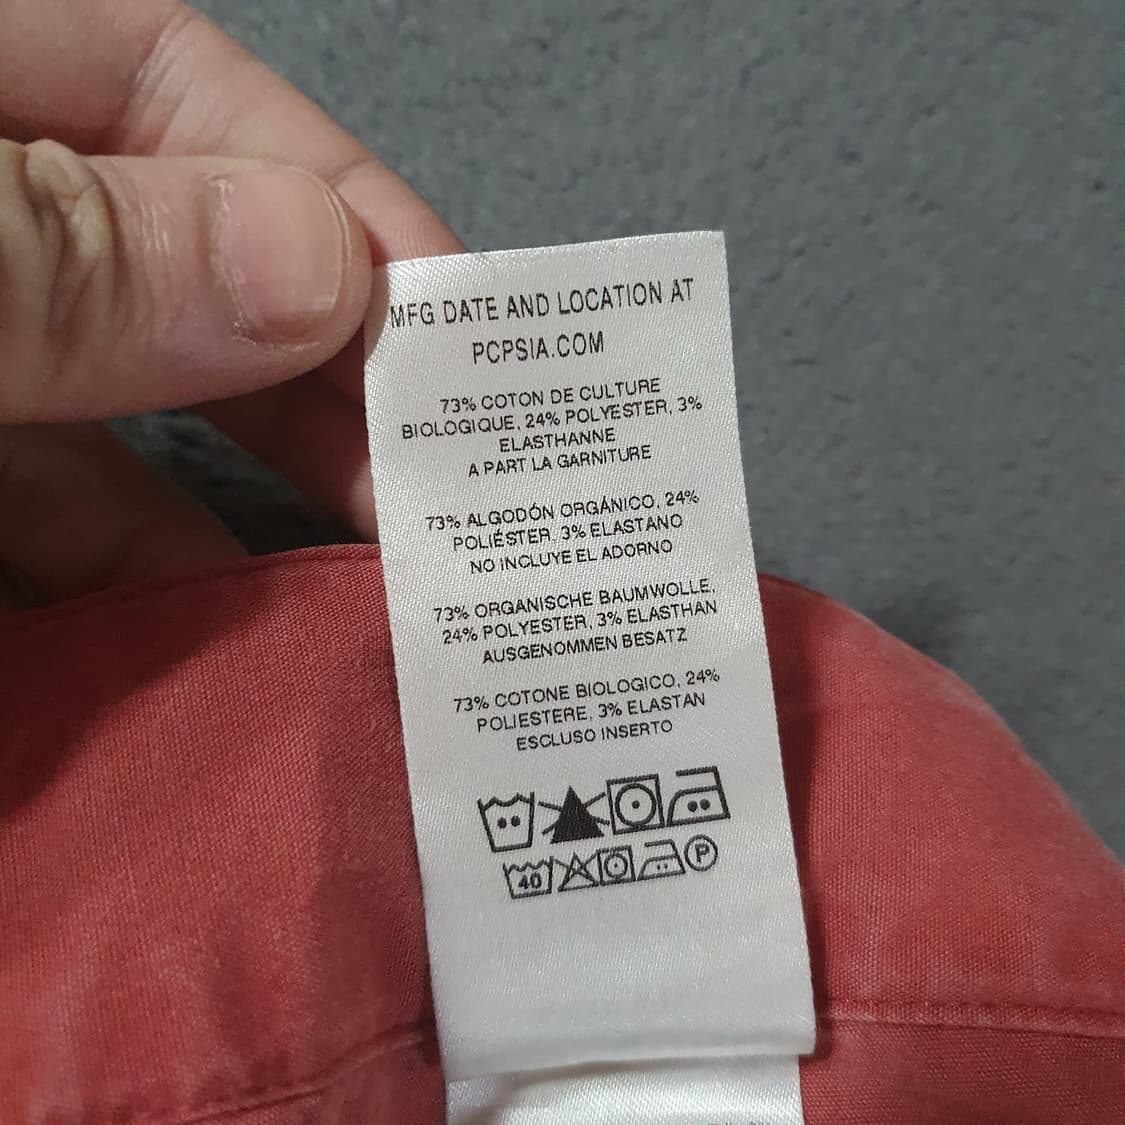 MFG DATE AND LOCATION AT
PCPSIA.COM
73% COTON DE CULTURE
BIOLOGIQUE, 24% POLYESTER, 3%
ELASTHANNE
A PART LA GARNITURE
73% ALGODÓN ORGÁNICO, 24%
POLIÉSTER, 3% ELASTANO
NO INCLUYE EL ADORNO
73% ORGANISCHE BAUMWOLLE,
24% POLYESTER, 3% ELASTHAN
AUSGENOMMEN BESATZ
73% COTONE BIOLOGICO, 24%
POLIESTERE, 3% ELASTAN
ESCLUSO INSERTO
40 P